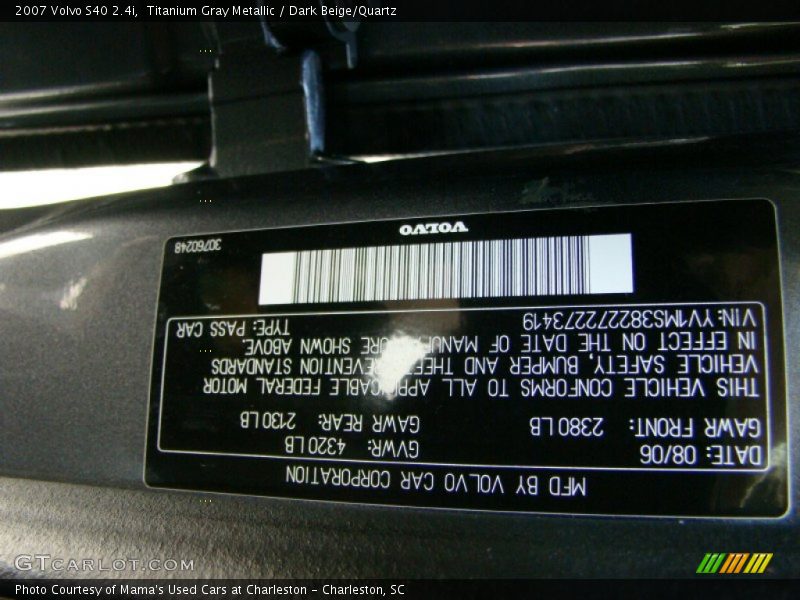 2007 Volvo S40 2.4i,  Titanium Gray Metallic / Dark Beige/Quartz
MFD BY VOLVO CAR CORPORATION
DATE: 08/06 GVWR: 4320 LB
GAWR FRONT: 2380 LB GAWR REAR: 2130 LB
THIS VEHICLE CONFORMS TO ALL APPLICABLE FEDERAL MOTOR
VEHICLE SAFETY, BUMPER AND THEFT PREVENTION STANDARDS
IN EFFECT ON THE DATE OF MANUFACTURE SHOWN ABOVE.
VIN: YV1MS382272273419 TYPE: PASS CAR
VOLVO
30760248
GTcarlot.com
Photo Courtesy of Mama's Used Cars at Charleston – Charleston, SC